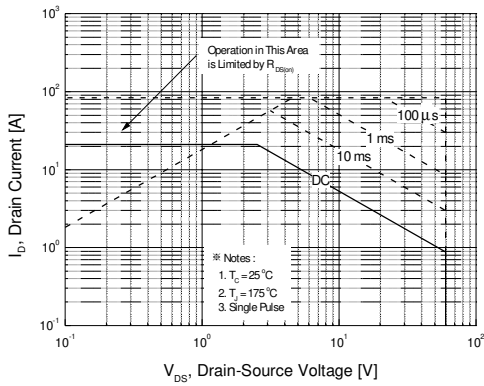 10³
Operation in This Area
is Limited by R_DS(on)
10²
100 µs
1 ms
10 ms
10¹
DC
I_D, Drain Current [A]
10⁰
※ Notes :
1. T_C = 25 °C
2. T_J = 175 °C
3. Single Pulse
10⁻¹
10⁻¹
10⁰
10¹
10²
V_DS, Drain-Source Voltage [V]